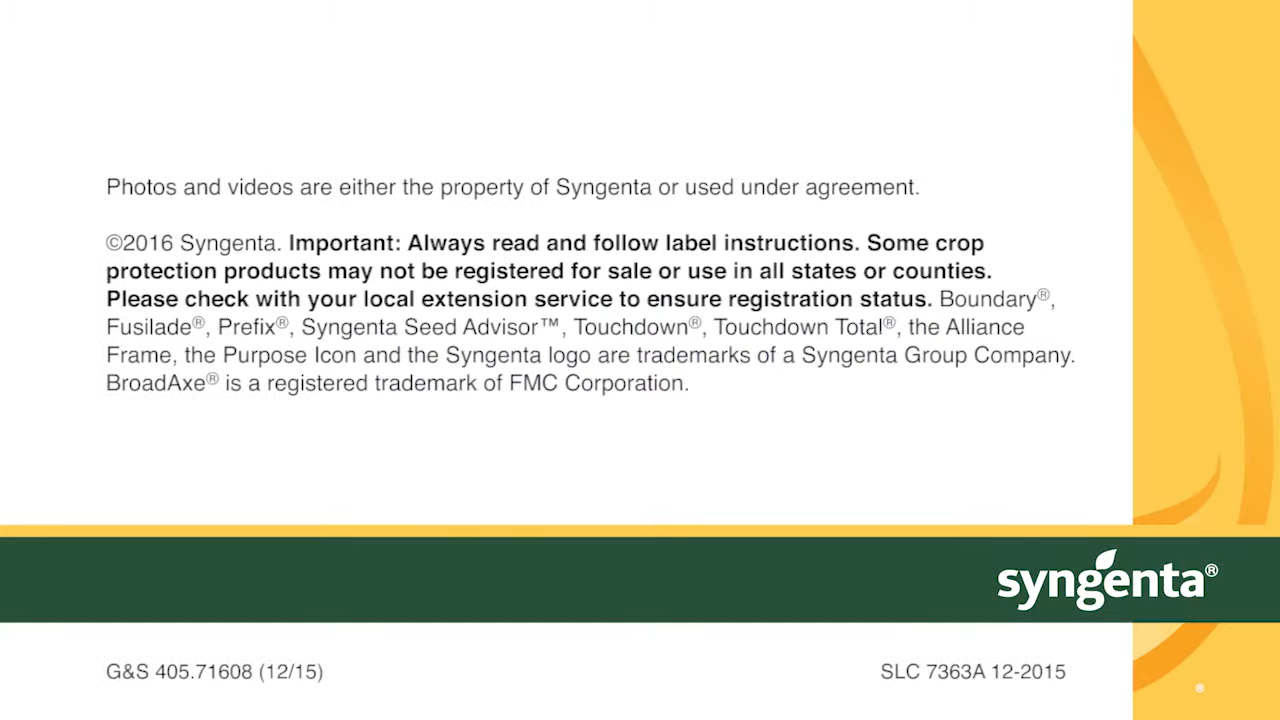 Photos and videos are either the property of Syngenta or used under agreement.
©2016 Syngenta. Important: Always read and follow label instructions. Some crop
protection products may not be registered for sale or use in all states or counties.
Please check with your local extension service to ensure registration status. Boundary®,
Fusilade®, Prefix®, Syngenta Seed Advisor™, Touchdown®, Touchdown Total®, the Alliance
Frame, the Purpose Icon and the Syngenta logo are trademarks of a Syngenta Group Company.
BroadAxe® is a registered trademark of FMC Corporation.
syngenta®
G&S 405.71608 (12/15)
SLC 7363A 12-2015
®